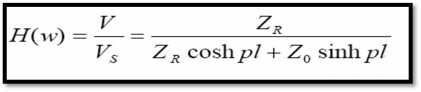 H(w) = V / V_S = Z_R / (Z_R cosh pl + Z_0 sinh pl)